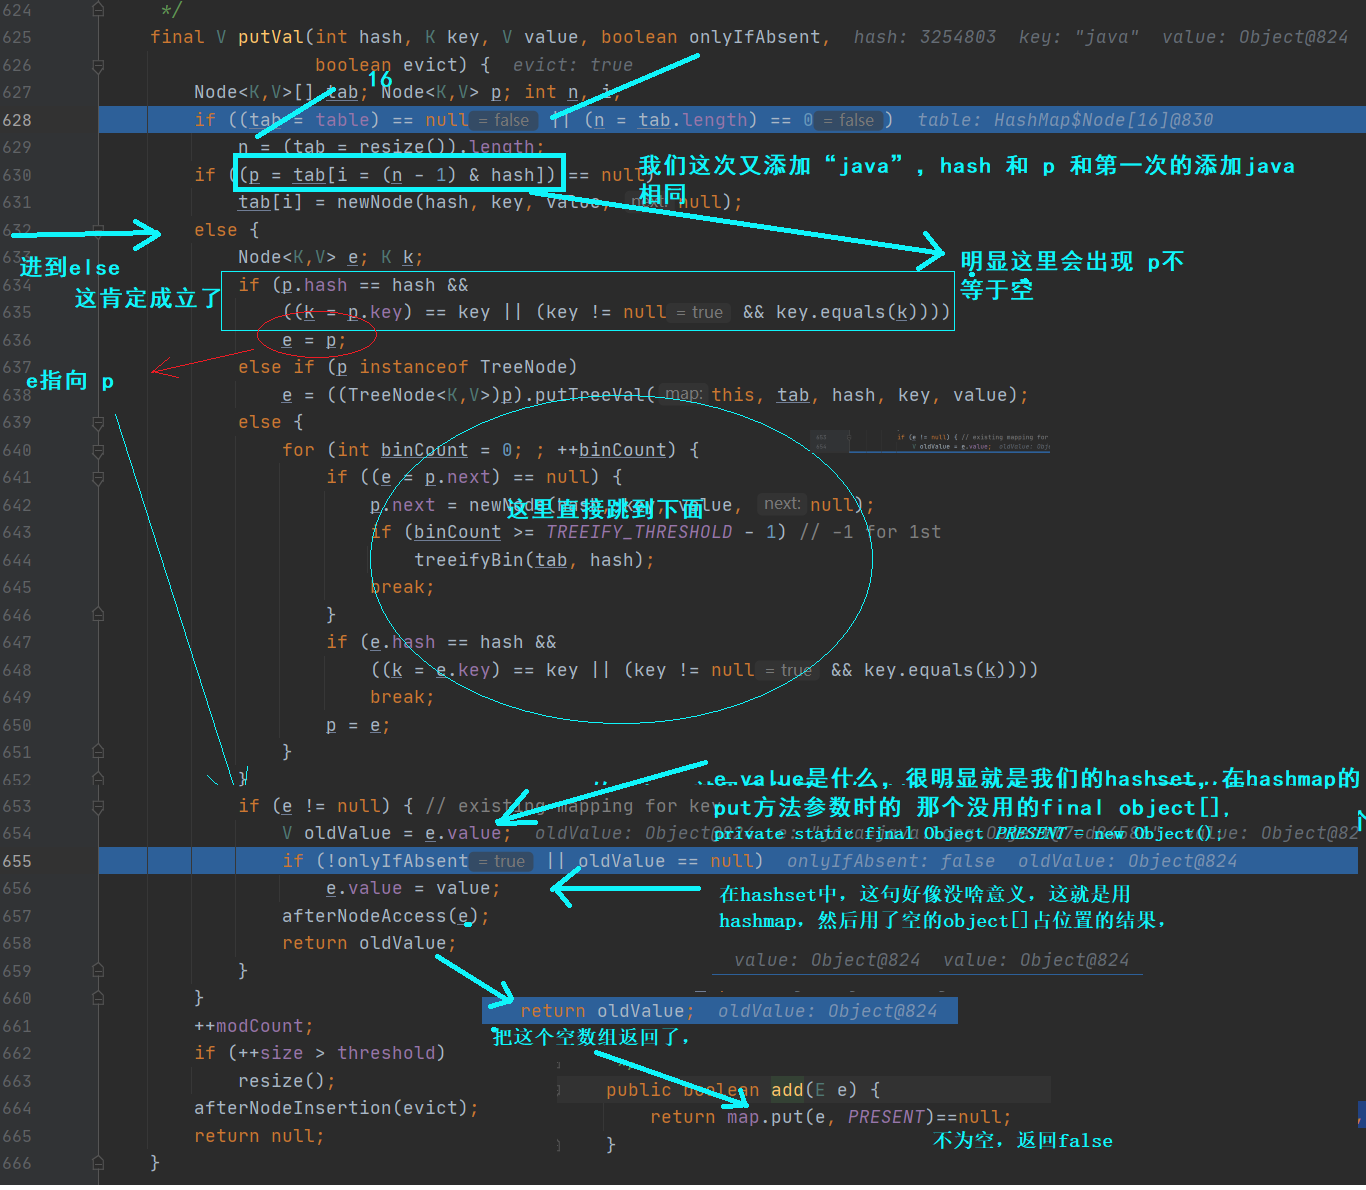 624 */
625 final V putVal(int hash, K key, V value, boolean onlyIfAbsent, hash: 3254803 key: "java" value: Object@824
626 boolean evict) { evict: true
16
627 Node<K,V>[] tab; Node<K,V> p; int n, i;
628 if ((tab = table) == null = false || (n = tab.length) == 0 = false ) table: HashMap$Node[16]@830
629 n = (tab = resize()).length;
630 if ((p = tab[i = (n - 1) & hash]) == null)
我们这次又添加“java”，hash 和 p 和第一次的添加java
相同
631 tab[i] = newNode(hash, key, value, next: null);
632 else {
633 Node<K,V> e; K k;
进到else
明显这里会出现 p不
等于空
634 if (p.hash == hash &&
这肯定成立了
635 ((k = p.key) == key || (key != null = true && key.equals(k))))
636 e = p;
637 else if (p instanceof TreeNode)
e指向 p
638 e = ((TreeNode<K,V>)p).putTreeVal( map: this, tab, hash, key, value);
639 else {
if (e != null) { // existing mapping for
V oldValue = e.value;
640 for (int binCount = 0; ; ++binCount) {
641 if ((e = p.next) == null) {
642 p.next = newNode(hash, key, value, next: null);
这里直接跳到下面
643 if (binCount >= TREEIFY_THRESHOLD - 1) // -1 for 1st
644 treeifyBin(tab, hash);
645 break;
646 }
647 if (e.hash == hash &&
648 ((k = e.key) == key || (key != null = true && key.equals(k))))
649 break;
650 p = e;
651 }
652 }
e.value是什么，很明显就是我们的hashset，在hashmap的
put方法参数时的 那个没用的final object[],
private static final Object PRESENT = new Object();
653 if (e != null) { // existing mapping for key
654 V oldValue = e.value; oldValue: Object@824
655 if (!onlyIfAbsent = true || oldValue == null) onlyIfAbsent: false oldValue: Object@824
656 e.value = value;
在hashset中，这句好像没啥意义，这就是用
hashmap，然后用了空的object[]占位置的结果，
657 afterNodeAccess(e);
658 return oldValue;
value: Object@824 value: Object@824
659 }
660 }
return oldValue; oldValue: Object@824
661 ++modCount;
把这个空数组返回了，
662 if (++size > threshold)
663 resize();
public boolean add(E e) {
664 afterNodeInsertion(evict);
return map.put(e, PRESENT)==null;
665 return null;
不为空，返回false
}
666 }